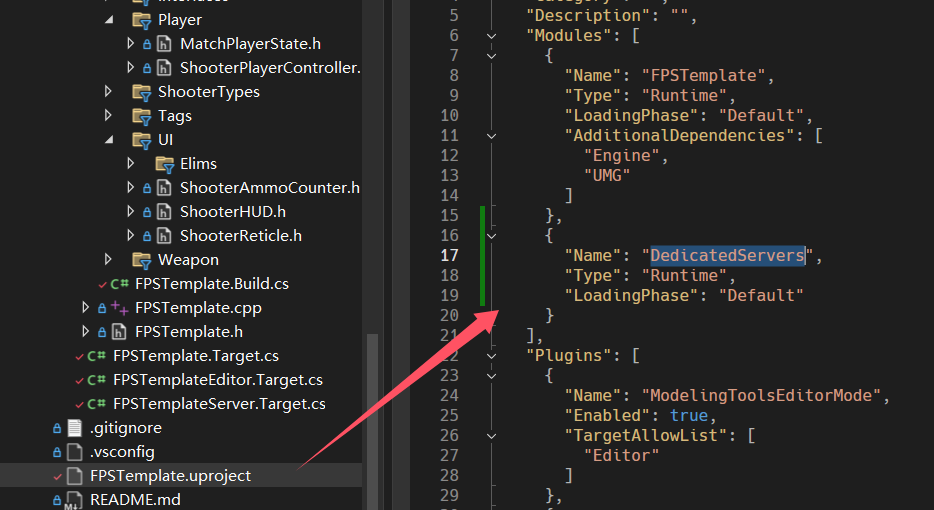 Player
MatchPlayerState.h
ShooterPlayerController.
ShooterTypes
Tags
UI
Elims
ShooterAmmoCounter.h
ShooterHUD.h
ShooterReticle.h
Weapon
C# FPSTemplate.Build.cs
FPSTemplate.cpp
FPSTemplate.h
C# FPSTemplate.Target.cs
C# FPSTemplateEditor.Target.cs
C# FPSTemplateServer.Target.cs
.gitignore
.vsconfig
FPSTemplate.uproject
README.md
5 "Description": "",
6 "Modules": [
7 {
8 "Name": "FPSTemplate",
9 "Type": "Runtime",
10 "LoadingPhase": "Default",
11 "AdditionalDependencies": [
12 "Engine",
13 "UMG"
14 ]
15 },
16 {
17 "Name": "DedicatedServers",
18 "Type": "Runtime",
19 "LoadingPhase": "Default"
20 }
21 ],
22 "Plugins": [
23 {
24 "Name": "ModelingToolsEditorMode",
25 "Enabled": true,
26 "TargetAllowList": [
27 "Editor"
28 ]
29 },